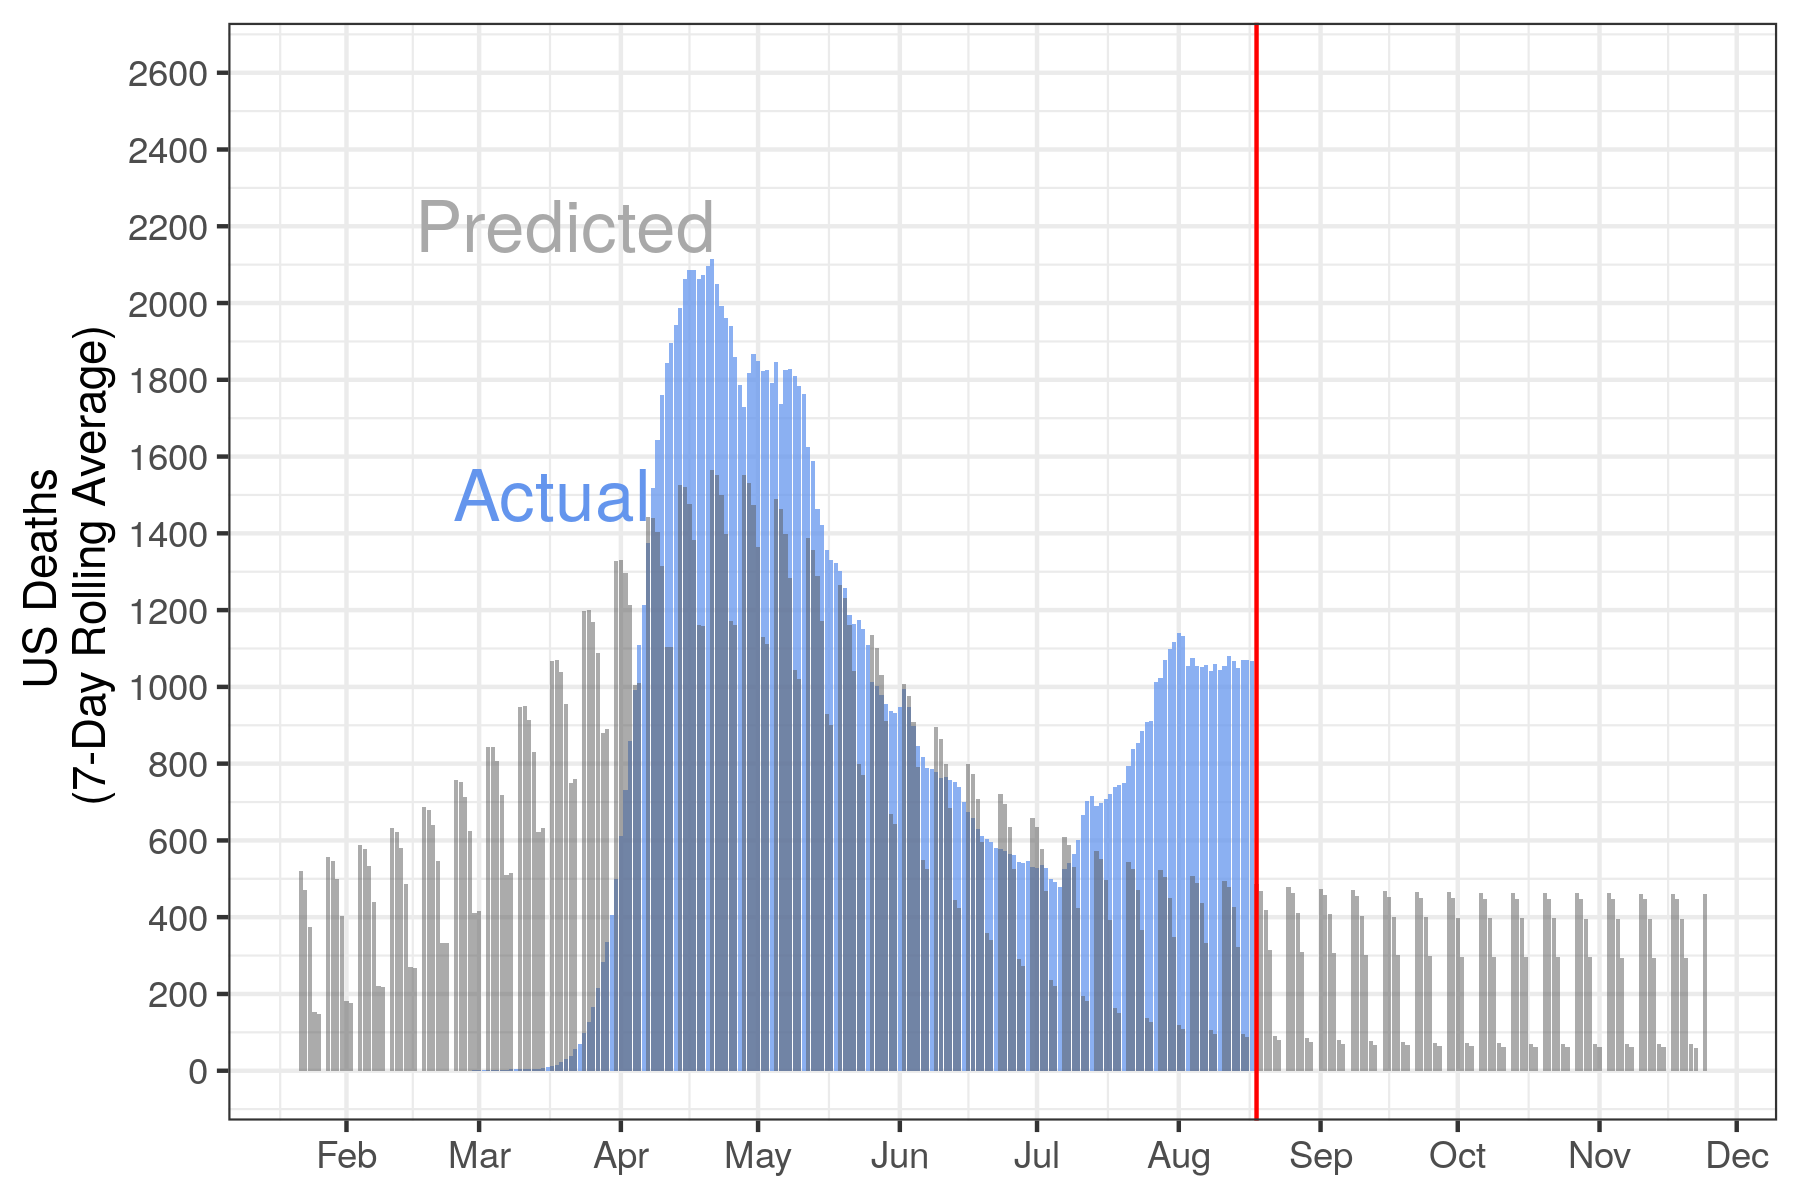 US Deaths
(7-Day Rolling Average)
2600
2400
2200
2000
1800
1600
1400
1200
1000
800
600
400
200
0
Predicted
Actual
Feb Mar Apr May Jun Jul Aug Sep Oct Nov Dec